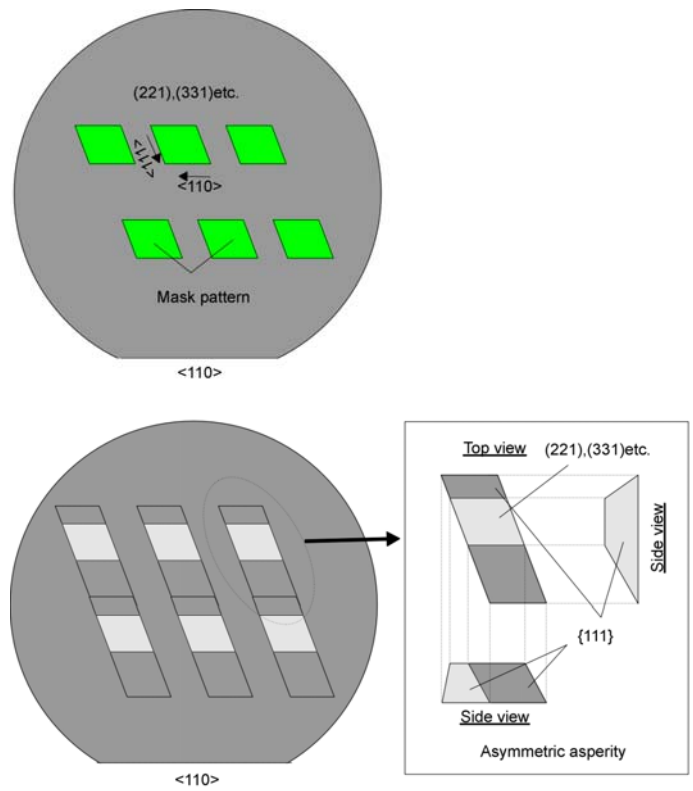 (221),(331)etc.
<111>
<110>
Mask pattern
<110>
Top view
(221),(331)etc.
Side view
{111}
Side view
Asymmetric asperity
<110>